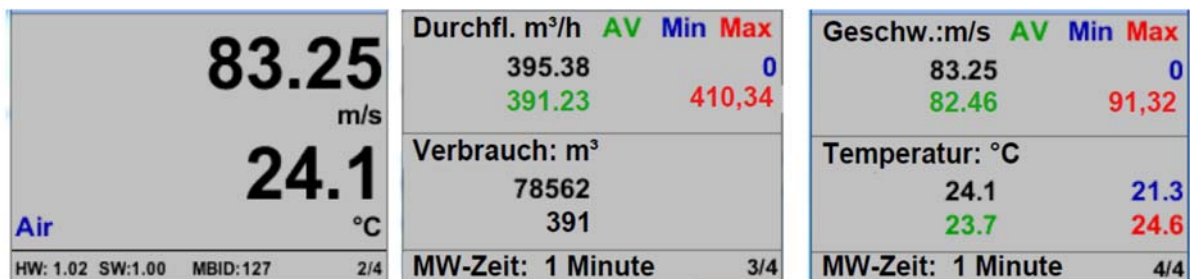 83.25
m/s
24.1
Air °C
HW: 1.02 SW:1.00 MBID:127 2/4
Durchfl. m³/h AV Min Max
395.38 0
391.23 410,34
Verbrauch: m³
78562
391
MW-Zeit: 1 Minute 3/4
Geschw.:m/s AV Min Max
83.25 0
82.46 91,32
Temperatur: °C
24.1 21.3
23.7 24.6
MW-Zeit: 1 Minute 4/4